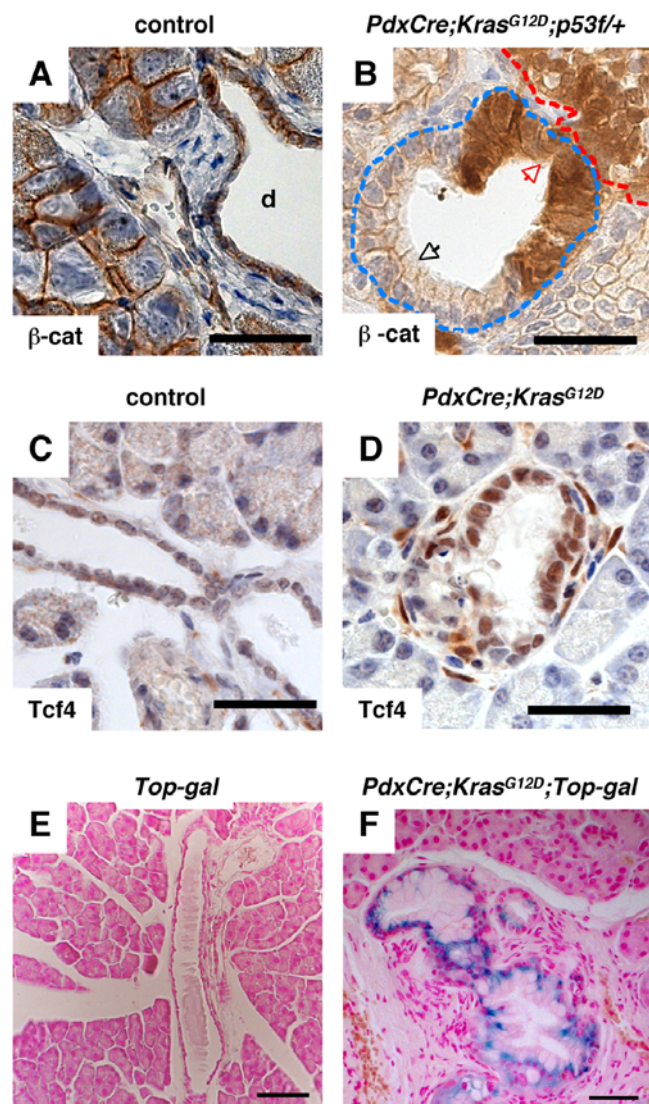 control
PdxCre;KrasG12D;p53f/+
A
B
d
β-cat
β -cat
control
PdxCre;KrasG12D
C
D
Tcf4
Tcf4
Top-gal
PdxCre;KrasG12D;Top-gal
E
F